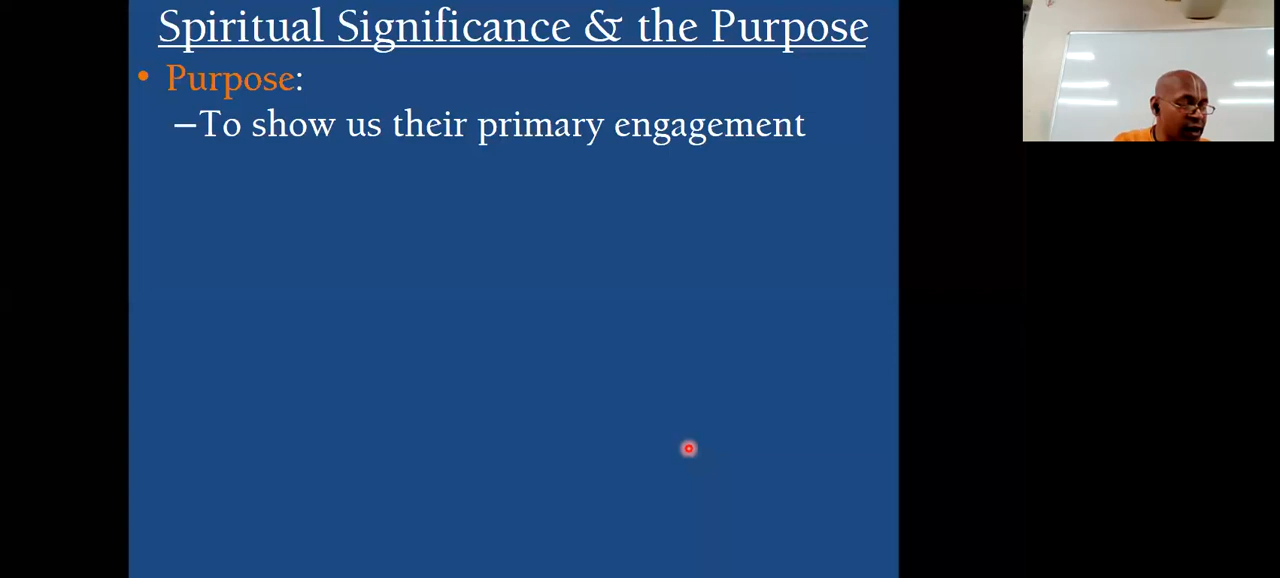 Spiritual Significance & the Purpose
• Purpose:
–To show us their primary engagement